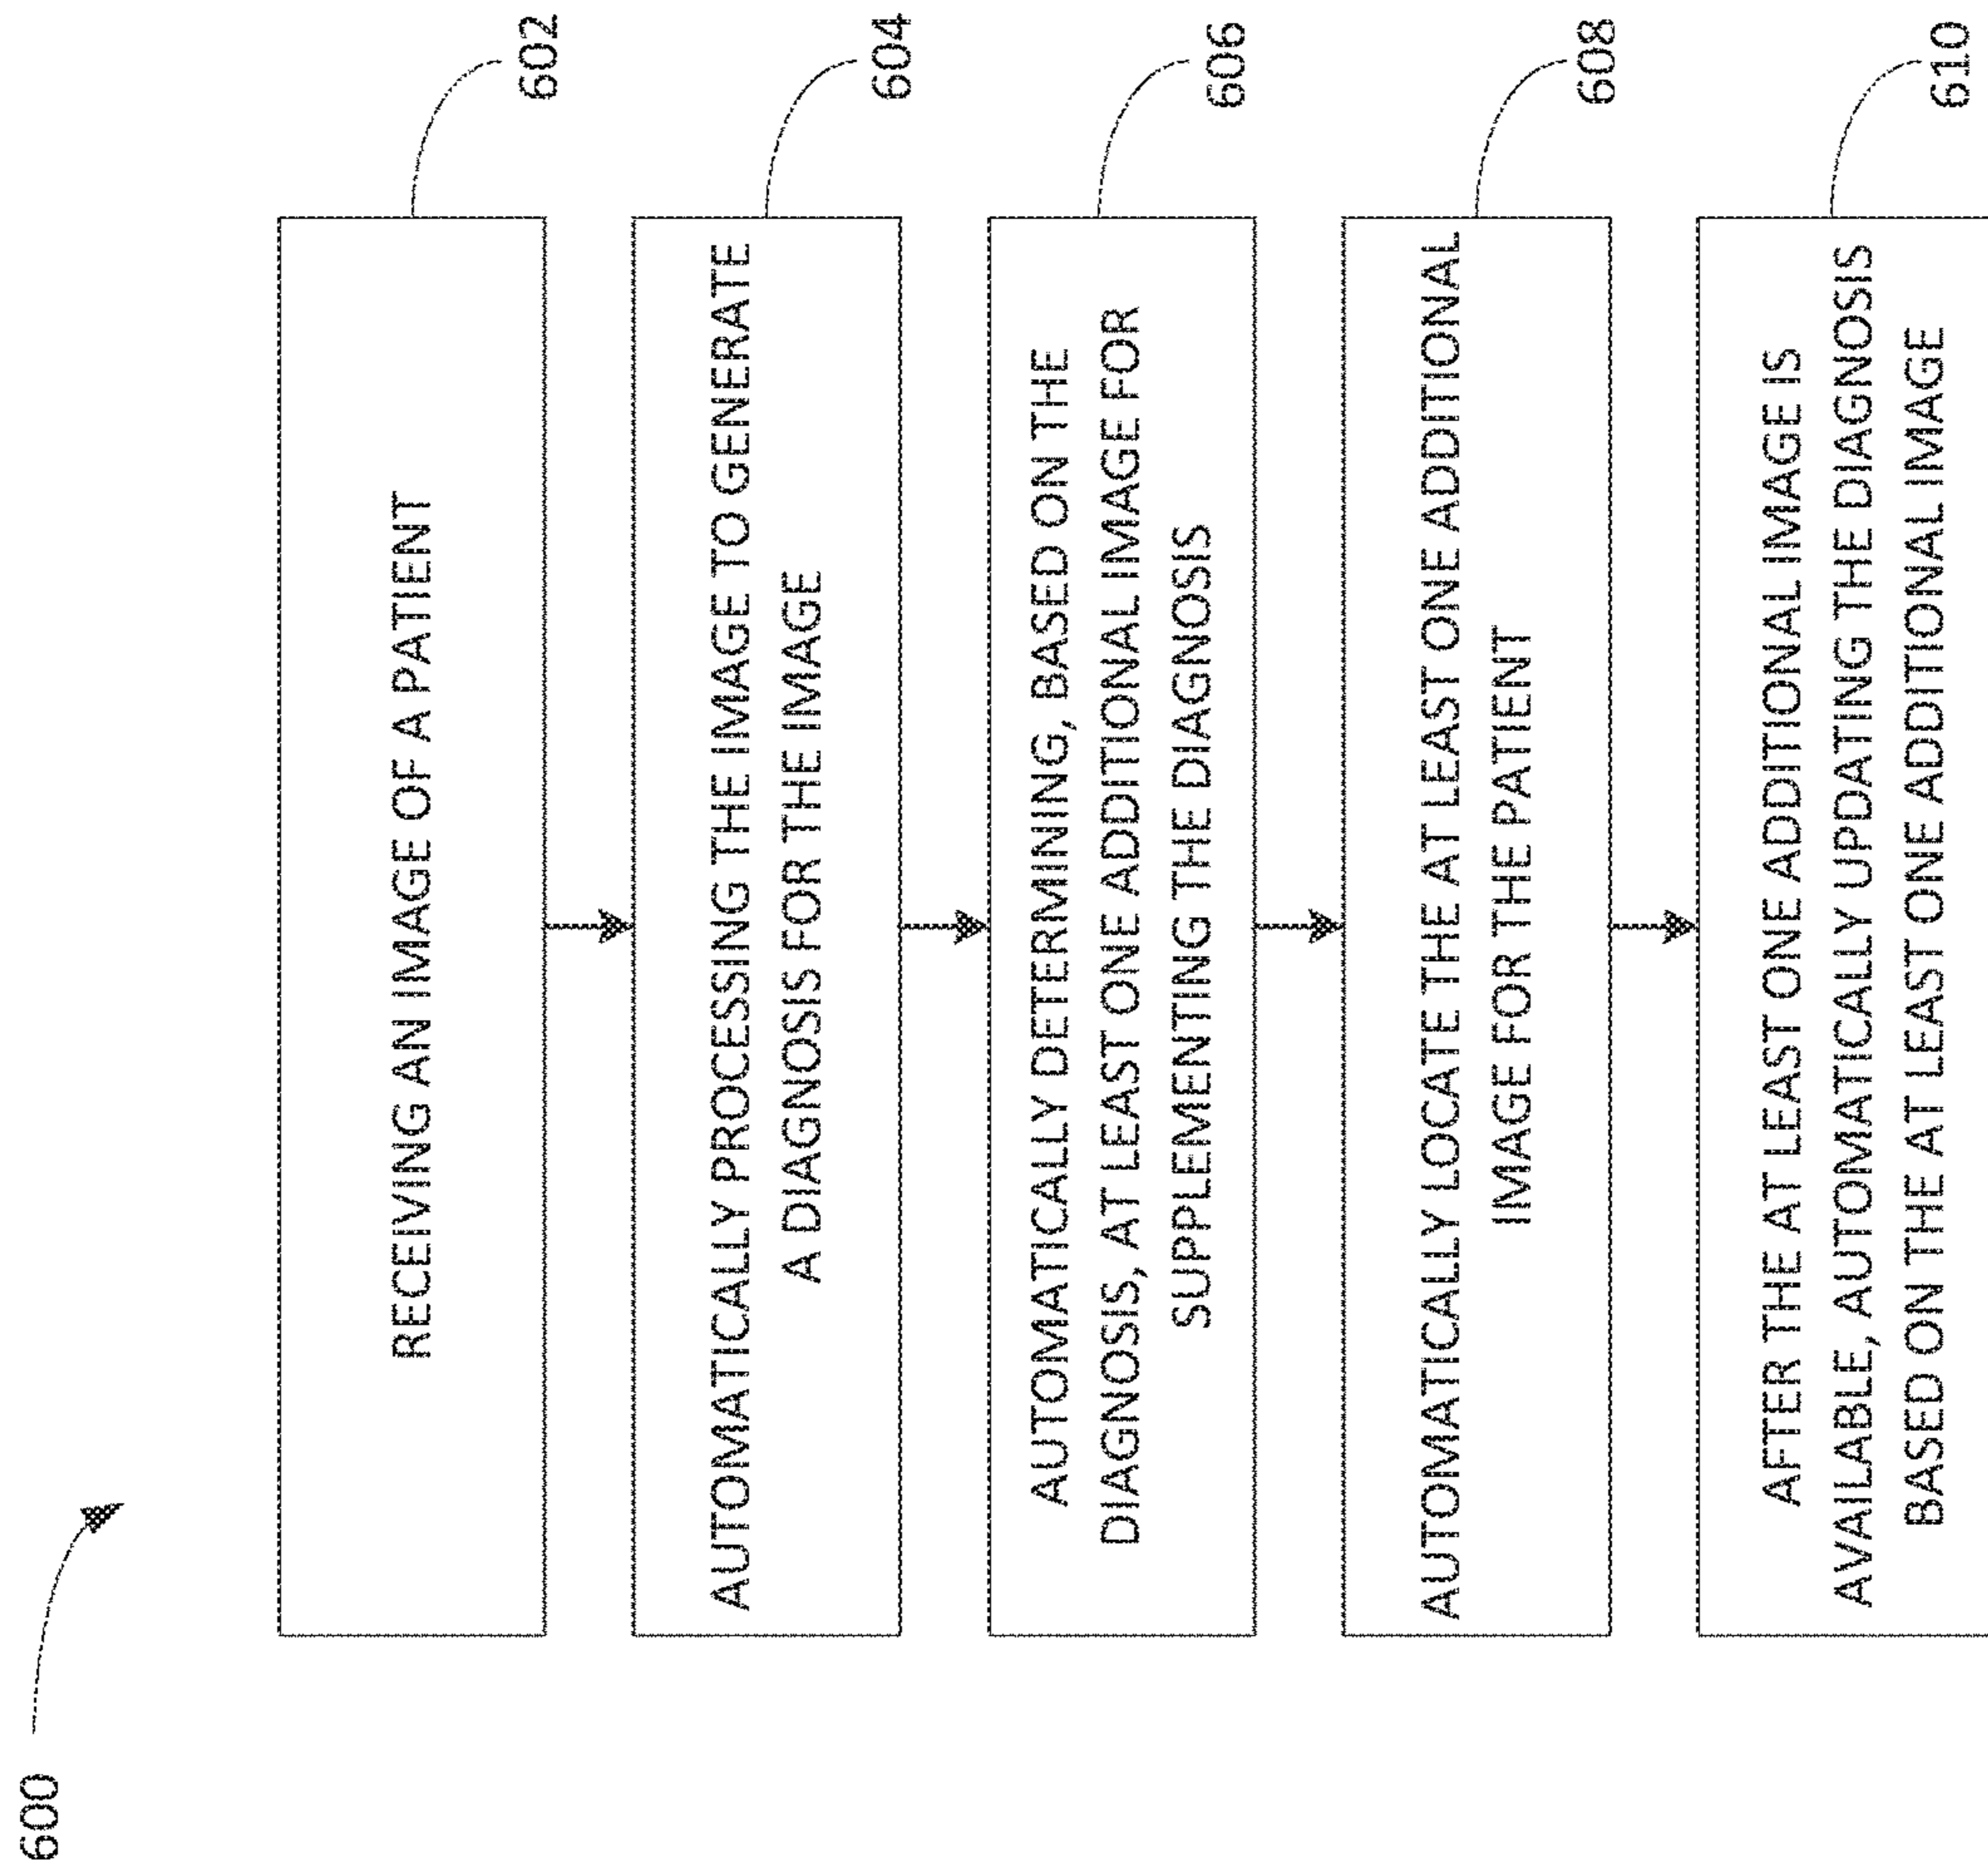 600
RECEIVING AN IMAGE OF A PATIENT
602
AUTOMATICALLY PROCESSING THE IMAGE TO GENERATE
A DIAGNOSIS FOR THE IMAGE
604
AUTOMATICALLY DETERMINING, BASED ON THE
DIAGNOSIS, AT LEAST ONE ADDITIONAL IMAGE FOR
SUPPLEMENTING THE DIAGNOSIS
606
AUTOMATICALLY LOCATE THE AT LEAST ONE ADDITIONAL
IMAGE FOR THE PATIENT
608
AFTER THE AT LEAST ONE ADDITIONAL IMAGE IS
AVAILABLE, AUTOMATICALLY UPDATING THE DIAGNOSIS
BASED ON THE AT LEAST ONE ADDITIONAL IMAGE
610